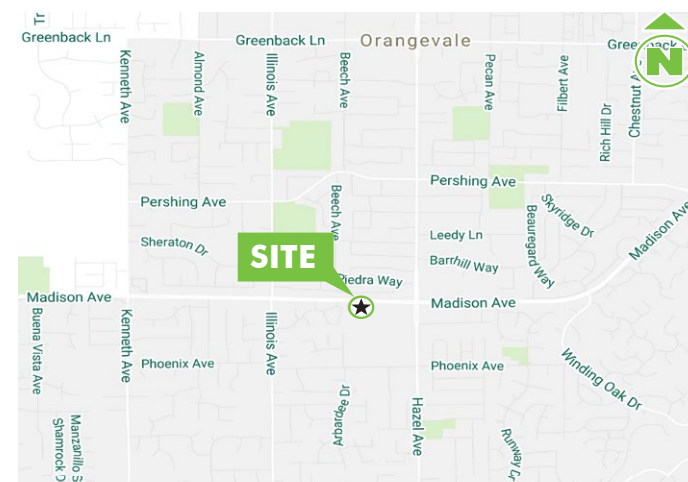 Tr
Greenback Ln
Greenback Ln
Orangevale
Greenback
N
Kenneth Ave
Almond Ave
Illinois Ave
Beech Ave
Pecan Ave
Filbert Ave
Rich Hill Dr
Chestnut A
Pershing Ave
Pershing Ave
Beech Ave
Skyridge Dr
Beauregard Way
Madison Ave
Sheraton Dr
Leedy Ln
Barrhill Way
SITE
Piedra Way
Madison Ave
Madison Ave
Buena Vista Ave
Kenneth Ave
Illinois Ave
Phoenix Ave
Phoenix Ave
Winding Oak Dr
Arbardee Dr
Hazel Ave
Manzanillo S
Shamrock D
Runway Dr